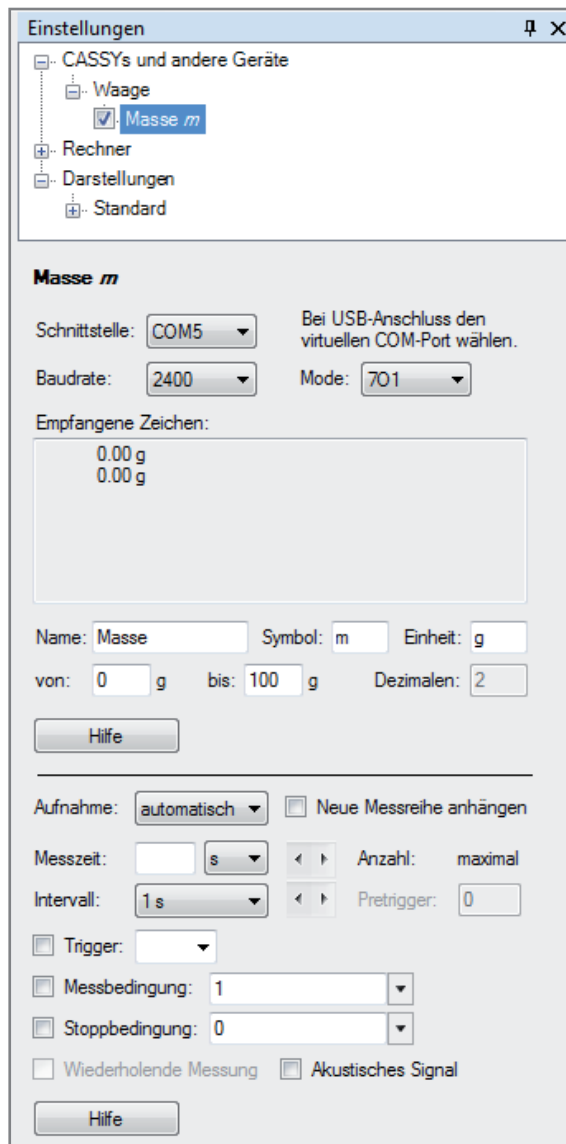 Einstellungen
CASSYs und andere Geräte
Waage
Masse m
Rechner
Darstellungen
Standard
Masse m
Schnittstelle: COM5 Bei USB-Anschluss den
virtuellen COM-Port wählen.
Baudrate: 2400 Mode: 7O1
Empfangene Zeichen:
0.00 g
0.00 g
Name: Masse Symbol: m Einheit: g
von: 0 g bis: 100 g Dezimalen: 2
Hilfe
Aufnahme: automatisch Neue Messreihe anhängen
Messzeit: s Anzahl: maximal
Intervall: 1 s Pretrigger: 0
Trigger:
Messbedingung: 1
Stoppbedingung: 0
Wiederholende Messung Akustisches Signal
Hilfe